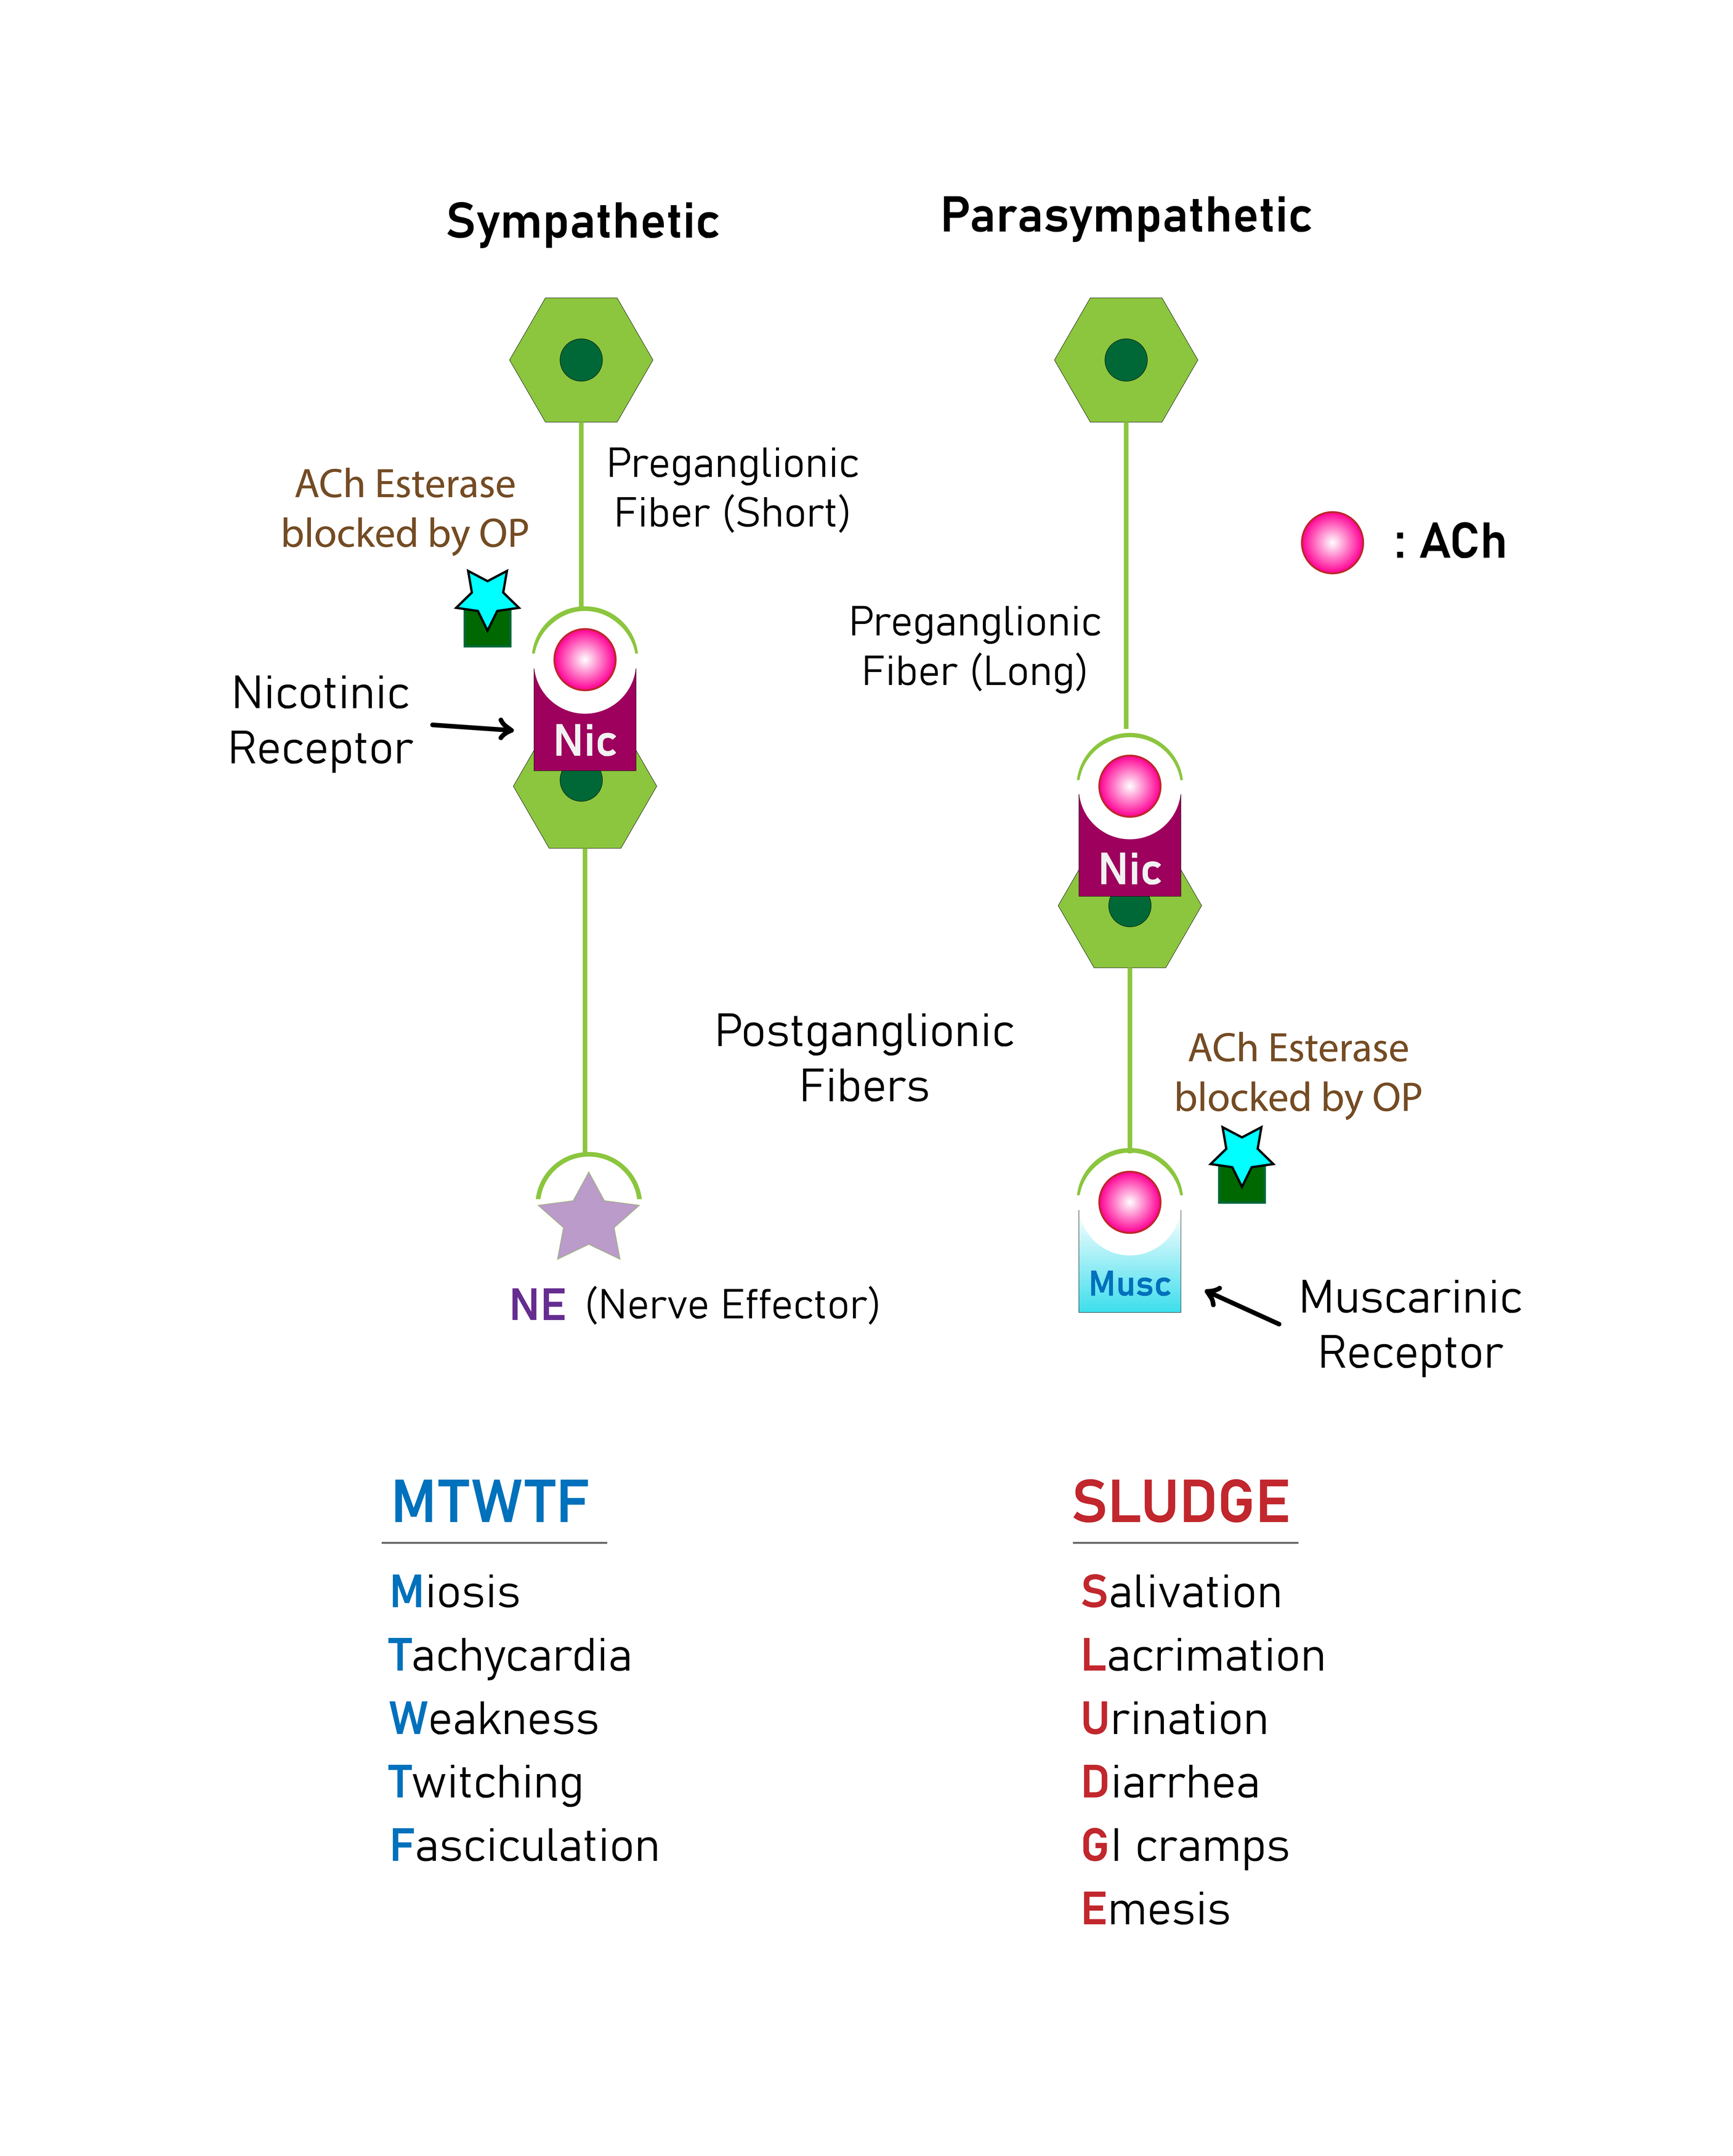 Sympathetic
Parasympathetic
ACh Esterase
blocked by OP
Preganglionic
Fiber (Short)
: ACh
Preganglionic
Fiber (Long)
Nicotinic
Receptor
Nic
Nic
Postganglionic
Fibers
ACh Esterase
blocked by OP
NE (Nerve Effector)
Musc
Muscarinic
Receptor
MTWTF
Miosis
Tachycardia
Weakness
Twitching
Fasciculation
SLUDGE
Salivation
Lacrimation
Urination
Diarrhea
GI cramps
Emesis